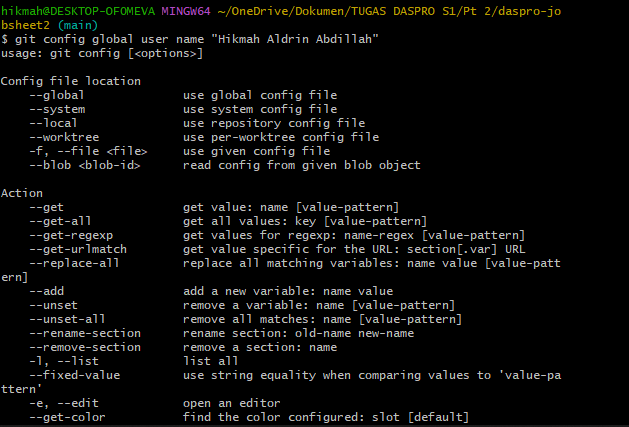 hikmah@DESKTOP-OFOMEVA MINGW64 ~/OneDrive/Dokumen/TUGAS DASPRO S1/Pt 2/daspro-jo
bsheet2 (main)
$ git config global user name "Hikmah Aldrin Abdillah"
usage: git config [<options>]

Config file location
    --global              use global config file
    --system              use system config file
    --local               use repository config file
    --worktree            use per-worktree config file
    -f, --file <file>     use given config file
    --blob <blob-id>      read config from given blob object

Action
    --get                 get value: name [value-pattern]
    --get-all             get all values: key [value-pattern]
    --get-regexp          get values for regexp: name-regex [value-pattern]
    --get-urlmatch        get value specific for the URL: section[.var] URL
    --replace-all         replace all matching variables: name value [value-patt
ern]
    --add                 add a new variable: name value
    --unset               remove a variable: name [value-pattern]
    --unset-all           remove all matches: name [value-pattern]
    --rename-section      rename section: old-name new-name
    --remove-section      remove a section: name
    -l, --list            list all
    --fixed-value         use string equality when comparing values to 'value-pa
ttern'
    -e, --edit            open an editor
    --get-color           find the color configured: slot [default]